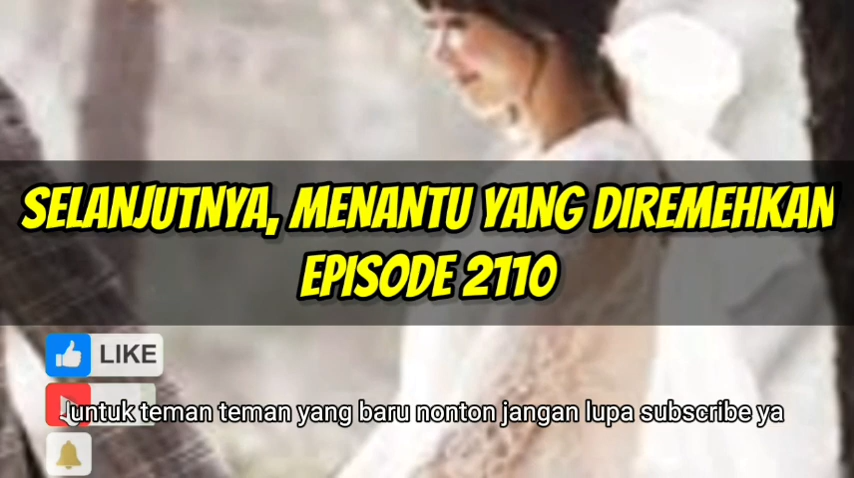 SELANJUTNYA, MENANTU YANG DIREMEHKAN
EPISODE 2110
LIKE
untuk teman teman yang baru nonton jangan lupa subscribe ya